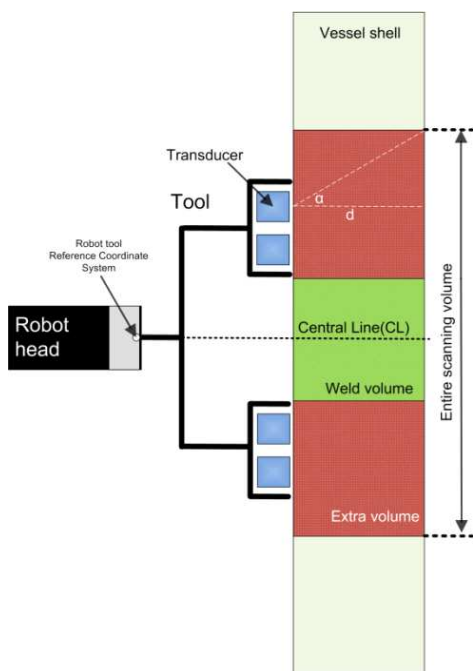 Vessel shell
Transducer
α
d
Tool
Robot tool
Reference Coordinate
System
Robot
head
Central Line(CL)
Weld volume
Entire scanning volume
Extra volume